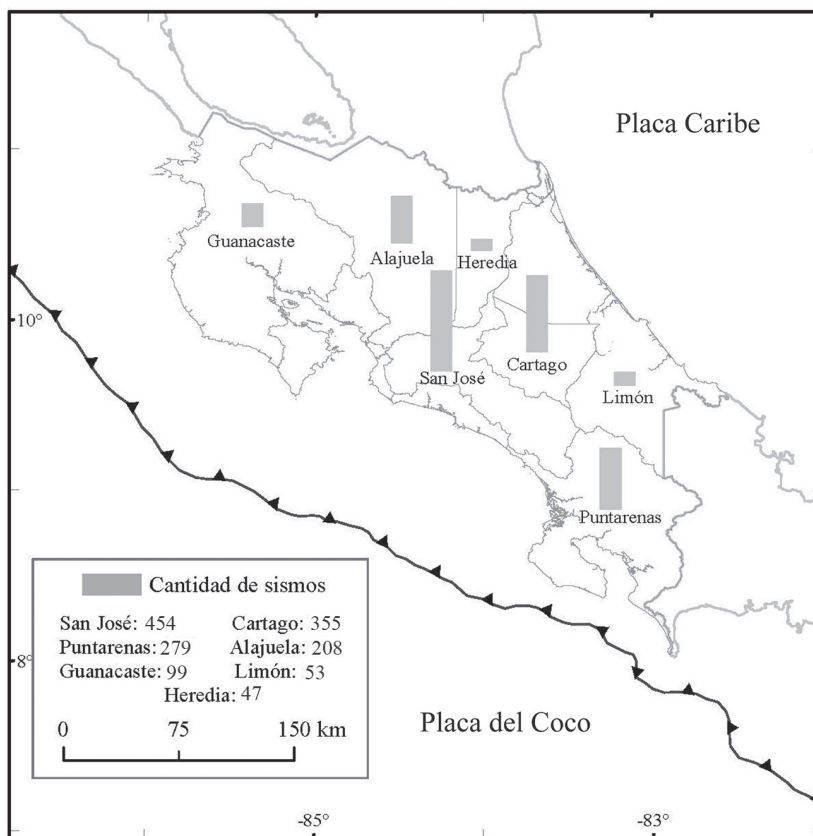 Placa Caribe
Guanacaste
Alajuela
Heredia
10°
San José
Cartago
Limón
Puntarenas
Cantidad de sismos
San José: 454 Cartago: 355
Puntarenas: 279 Alajuela: 208
Guanacaste: 99 Limón: 53
Heredia: 47
0 75 150 km
8°
Placa del Coco
-85° -83°